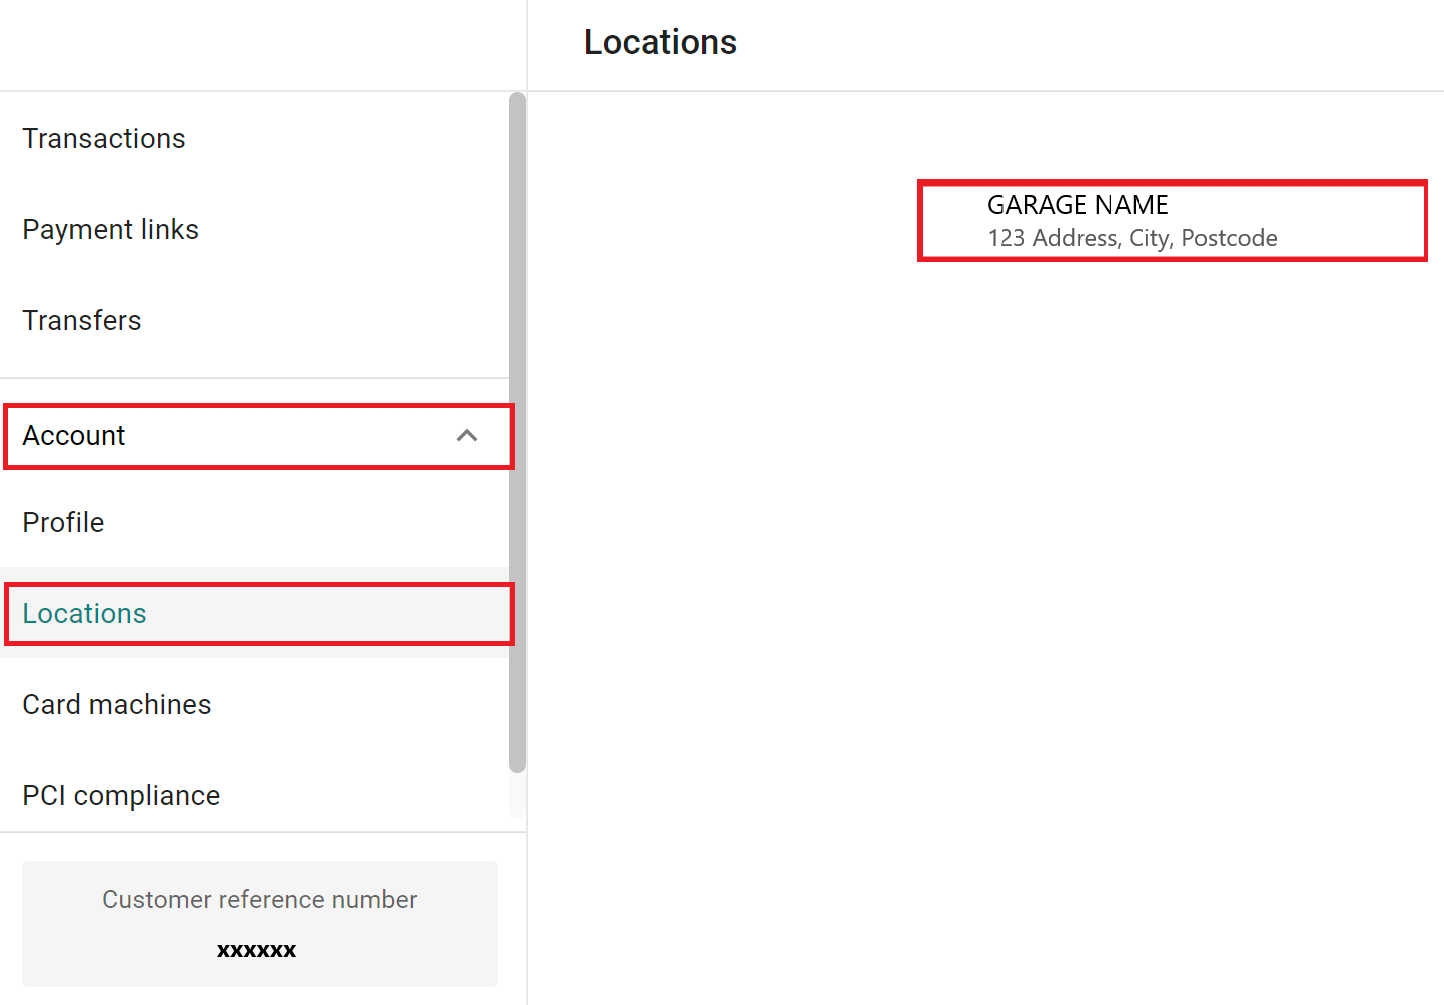 Locations
Transactions
Payment links
Transfers
Account
Profile
Locations
Card machines
PCI compliance
Customer reference number
xxxxxx
GARAGE NAME
123 Address, City, Postcode